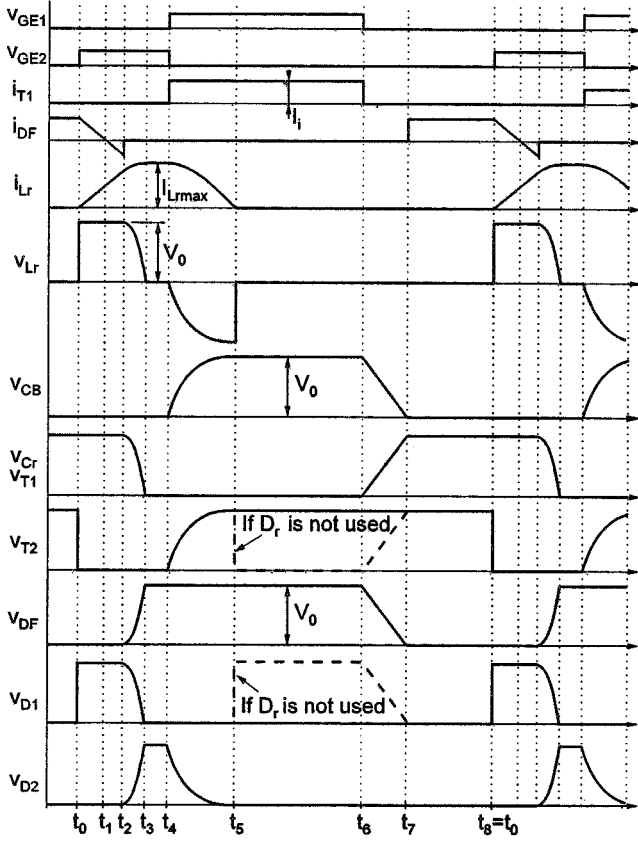 VGE1
VGE2
iT1
Ii
iDF
iLr
ILrmax
VLr
V0
VCB
V0
VCr
VT1
VT2
If Dr is not used
VDF
V0
VD1
If Dr is not used
VD2
t0 t1 t2 t3 t4 t5 t6 t7 t8=t0